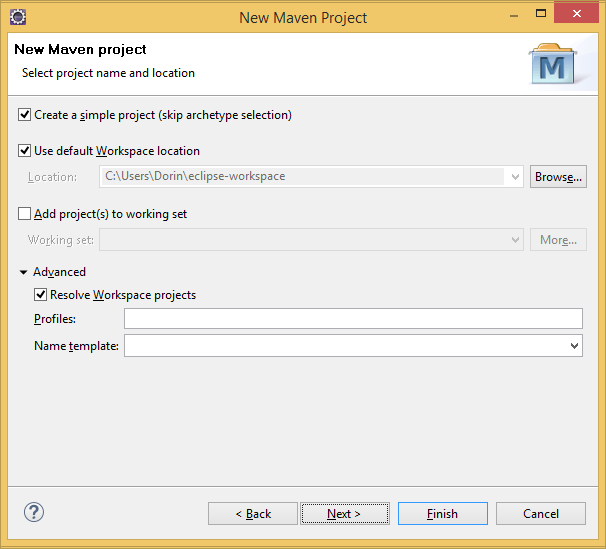 New Maven Project
New Maven project
Select project name and location
M
Create a simple project (skip archetype selection)
Use default Workspace location
Location: C:\Users\Dorin\eclipse-workspace Browse...
Add project(s) to working set
Working set: More...
Advanced
Resolve Workspace projects
Profiles:
Name template:
? < Back Next > Finish Cancel